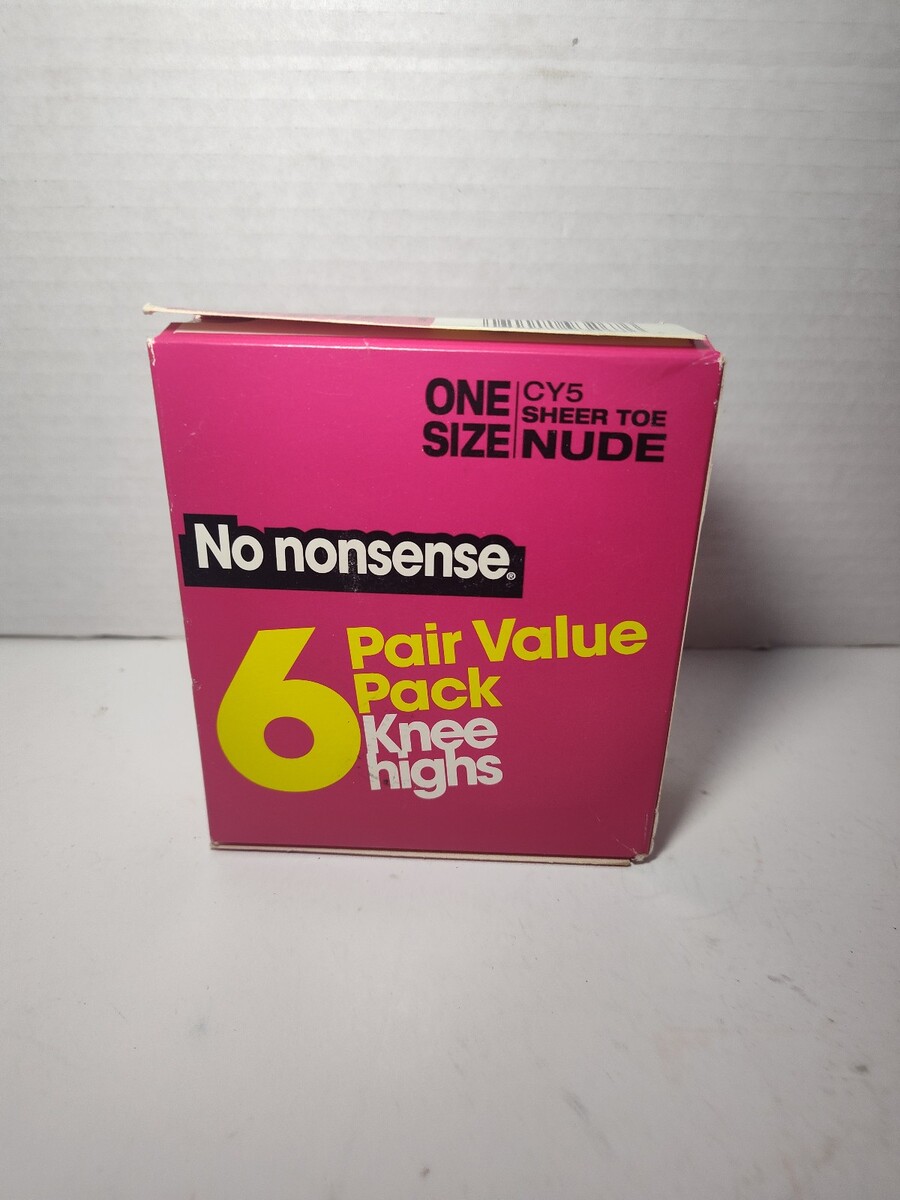 ONE SIZE
CY5
SHEER TOE
NUDE
No nonsense®
6 Pair Value
Pack
Knee
highs